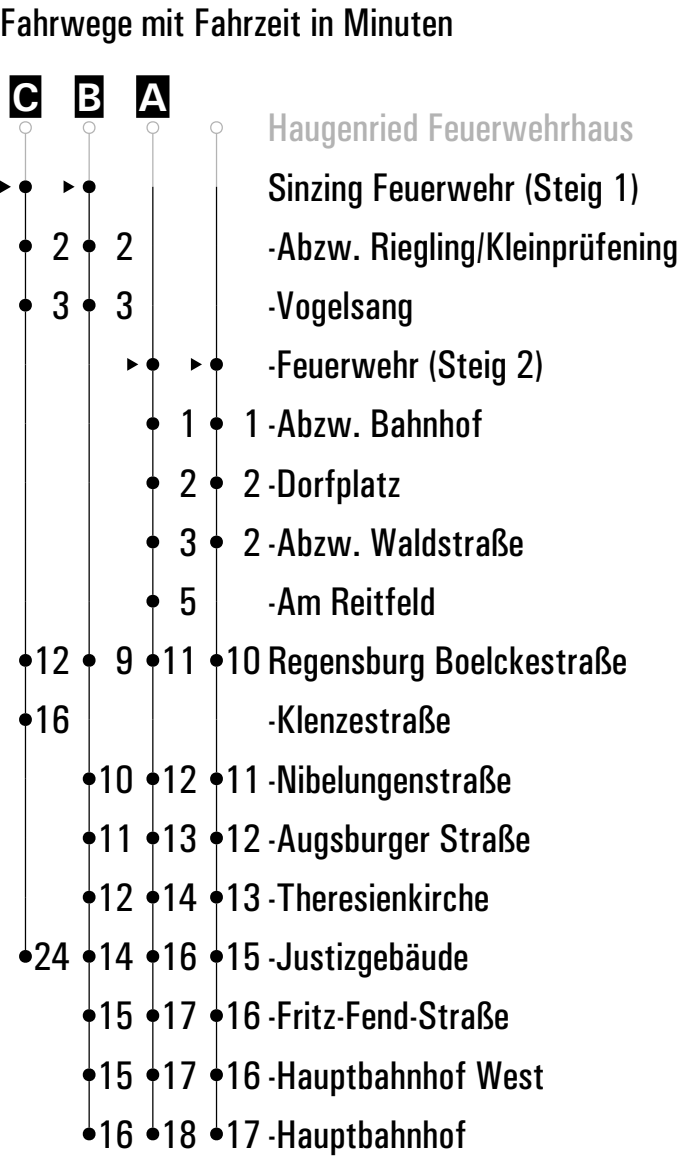 Fahrwege mit Fahrzeit in Minuten
C B A
Haugenried Feuerwehrhaus
Sinzing Feuerwehr (Steig 1)
2 2 -Abzw. Riegling/Kleinprüfening
3 3 -Vogelsang
-Feuerwehr (Steig 2)
1 1 -Abzw. Bahnhof
2 2 -Dorfplatz
3 2 -Abzw. Waldstraße
5 -Am Reitfeld
12 9 11 10 Regensburg Boelckestraße
16 -Klenzestraße
10 12 11 -Nibelungenstraße
11 13 12 -Augsburger Straße
12 14 13 -Theresienkirche
24 14 16 15 -Justizgebäude
15 17 16 -Fritz-Fend-Straße
15 17 16 -Hauptbahnhof West
16 18 17 -Hauptbahnhof